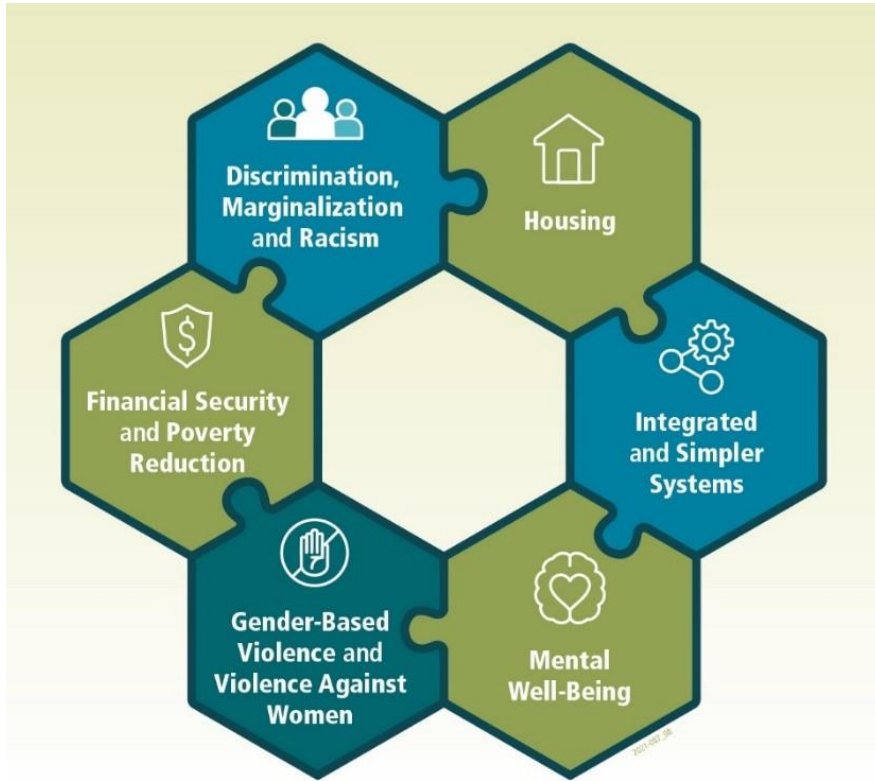 Discrimination,
Marginalization
and Racism
Housing
Integrated
and Simpler
Systems
Mental
Well-Being
Gender-Based
Violence and
Violence Against
Women
Financial Security
and Poverty
Reduction
$